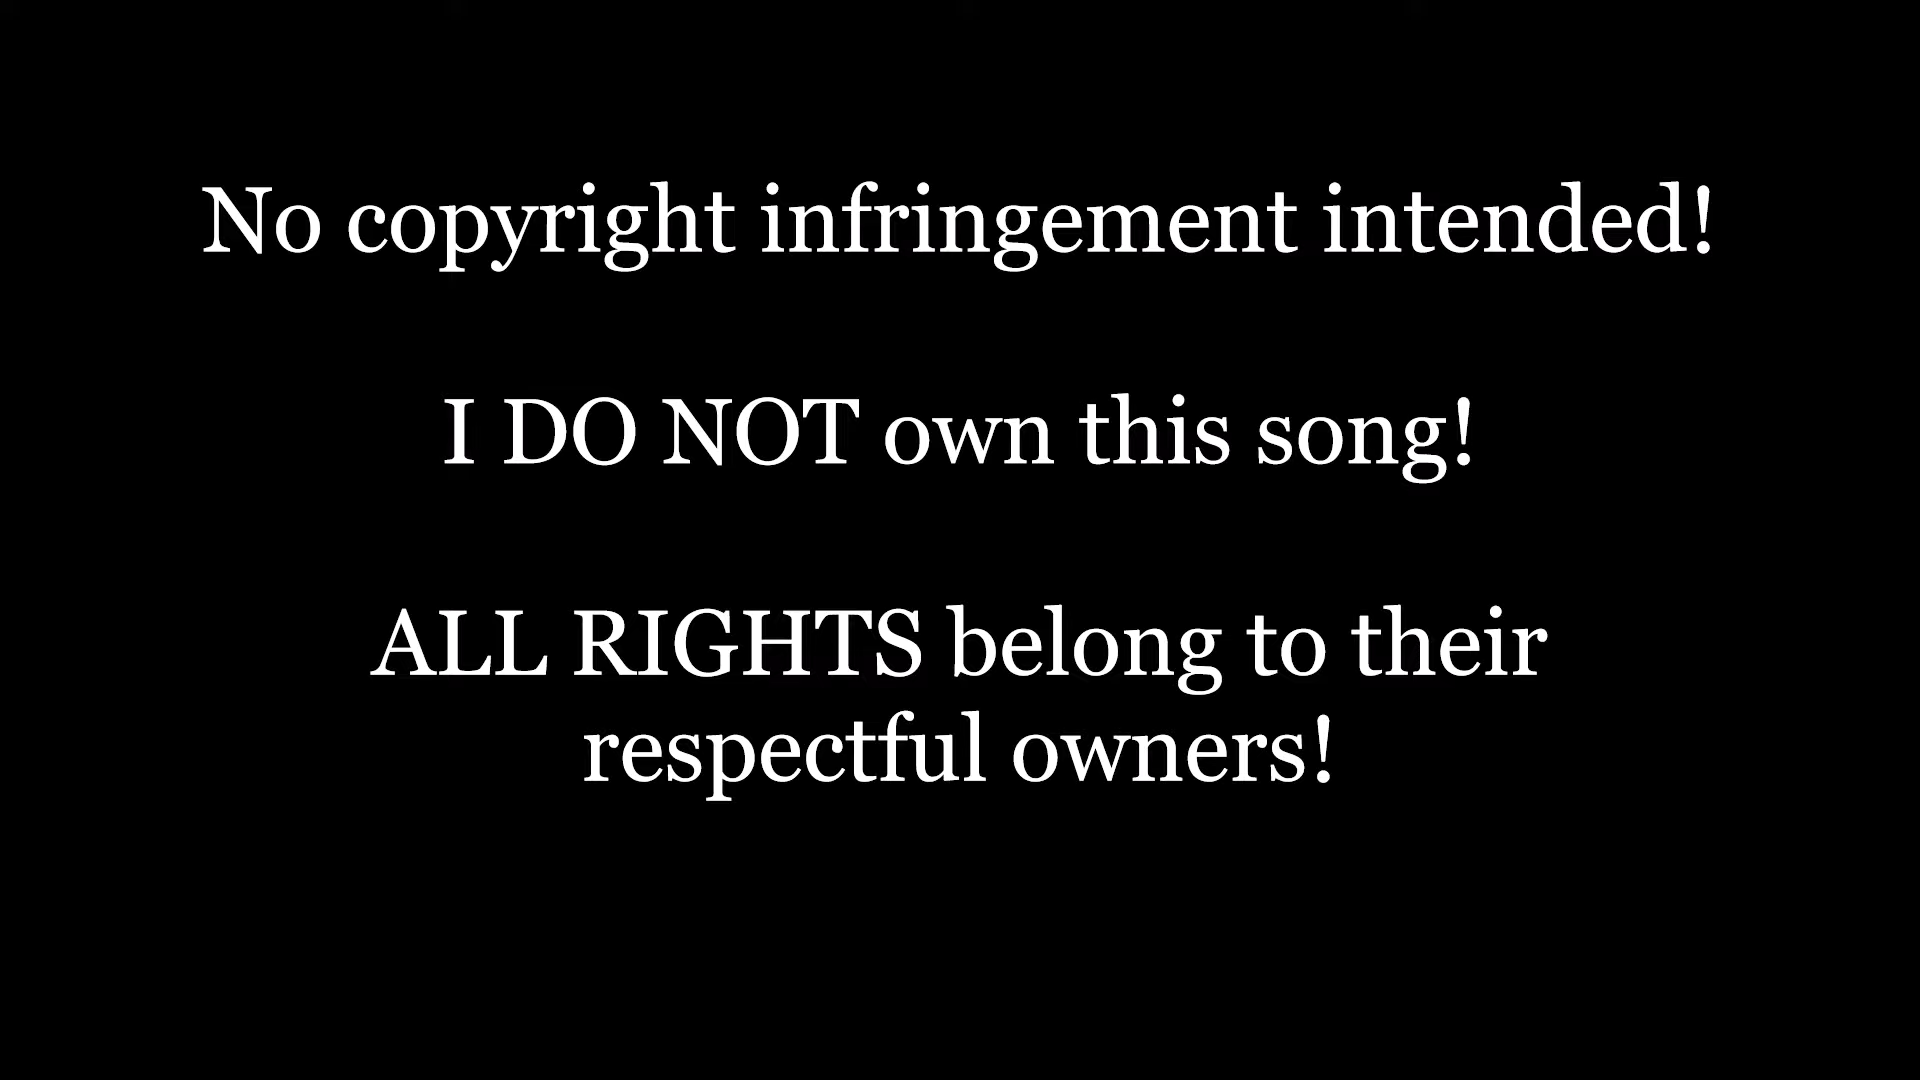 No copyright infringement intended!
I DO NOT own this song!
ALL RIGHTS belong to their
respectful owners!